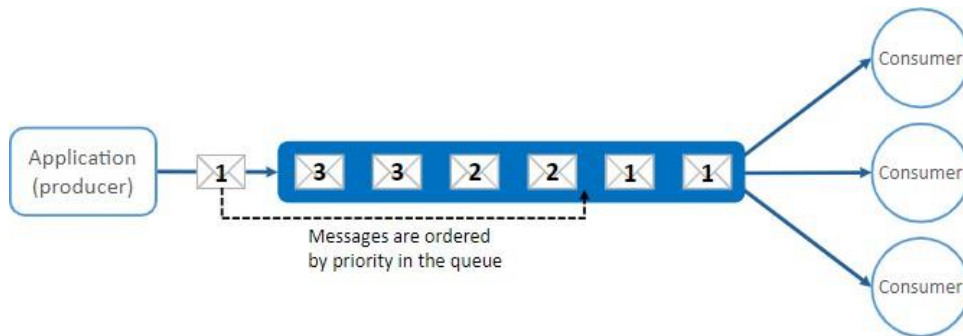 Application
(producer)
1
3 3 2 2 1 1
Messages are ordered
by priority in the queue
Consumer
Consumer
Consumer